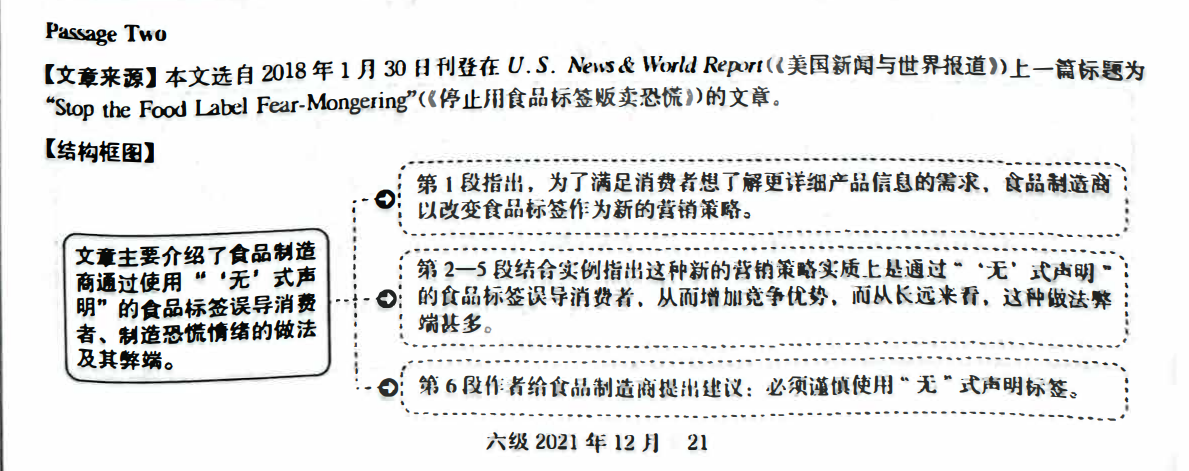 Passage Two
【文章来源】本文选自 2018 年 1 月 30 日刊登在 U.S. News & World Report(《美国新闻与世界报道》)上一篇标题为
“Stop the Food Label Fear-Mongering”(《停止用食品标签贩卖恐慌》)的文章。
【结构框图】
文章主要介绍了食品制造
商通过使用“‘无’式声
明”的食品标签误导消费
者、制造恐慌情绪的做法
及其弊端。
第 1 段指出，为了满足消费者想了解更详细产品信息的需求，食品制造商
以改变食品标签作为新的营销策略。
第 2—5 段结合实例指出这种新的营销策略实质上是通过“‘无’式声明”
的食品标签误导消费者，从而增加竞争优势，而从长远来看，这种做法弊
端甚多。
第 6 段作者给食品制造商提出建议：必须谨慎使用“无”式声明标签。
六级 2021 年 12 月 21